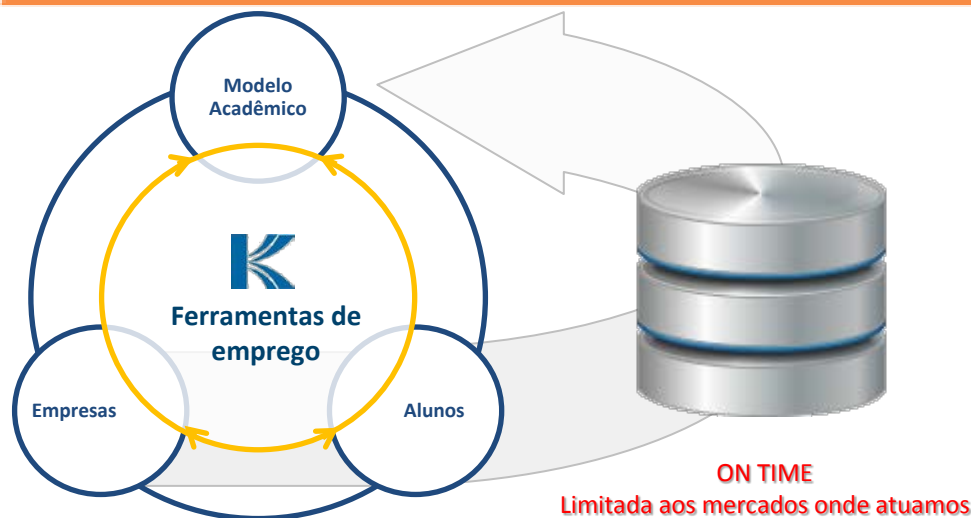 Modelo
Acadêmico
K
Ferramentas de
emprego
Empresas
Alunos
ON TIME
Limitada aos mercados onde atuamos